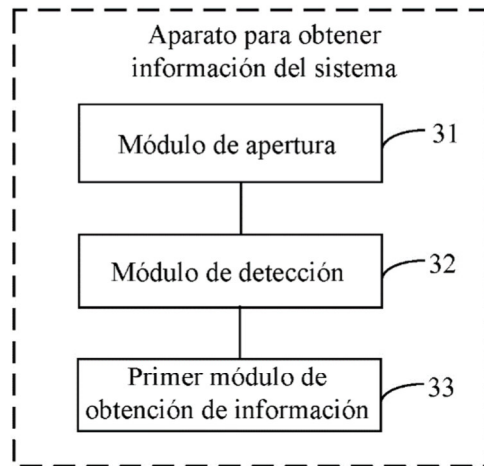 Aparato para obtener
información del sistema
Módulo de apertura
31
Módulo de detección
32
Primer módulo de
obtención de información
33